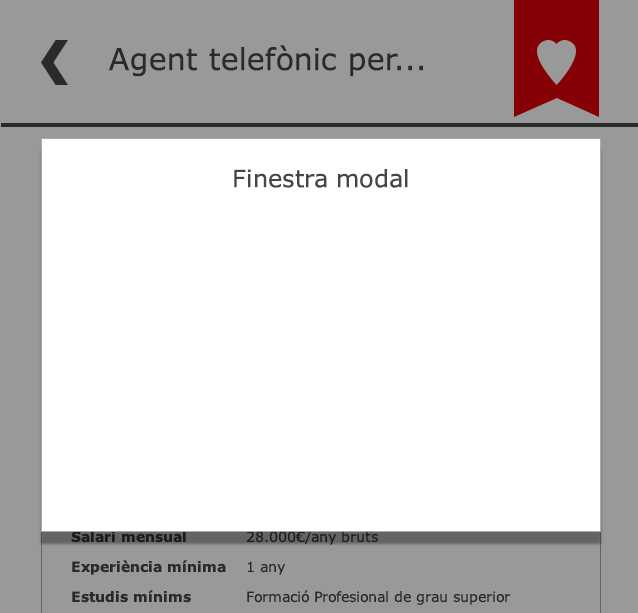 Agent telefònic per...
Finestra modal
Salari mensual 28.000€/any bruts
Experiència mínima 1 any
Estudis mínims Formació Profesional de grau superior